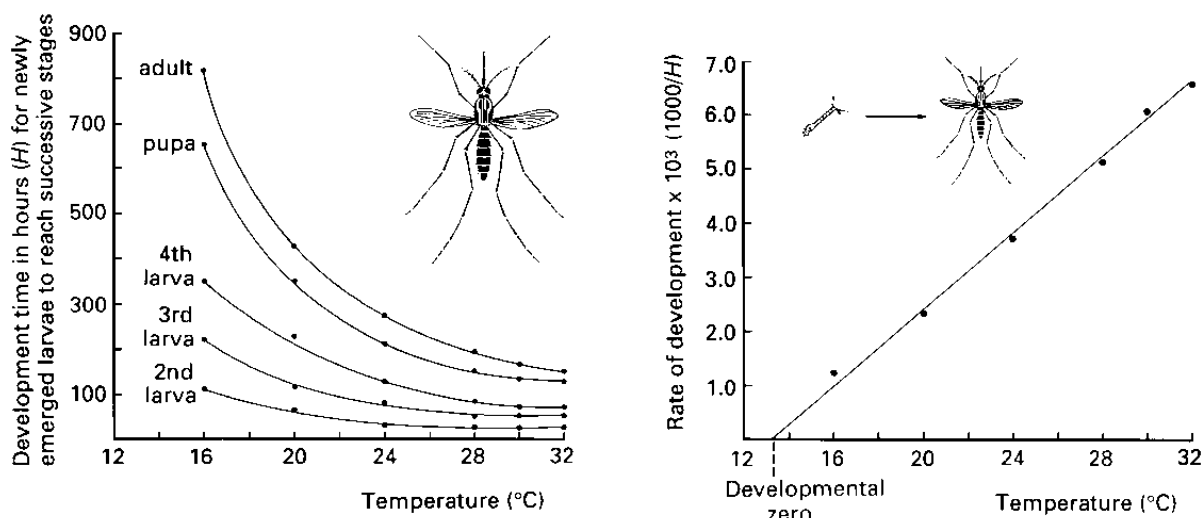 Development time in hours (H) for newly
emerged larvae to reach successive stages
900
700
500
300
100
adult
pupa
4th
larva
3rd
larva
2nd
larva
12 16 20 24 28 32
Temperature (°C)
Rate of development x 10³ (1000/H)
7.0
6.0
5.0
4.0
3.0
2.0
1.0
12 16 20 24 28 32
Developmental
zero
Temperature (°C)